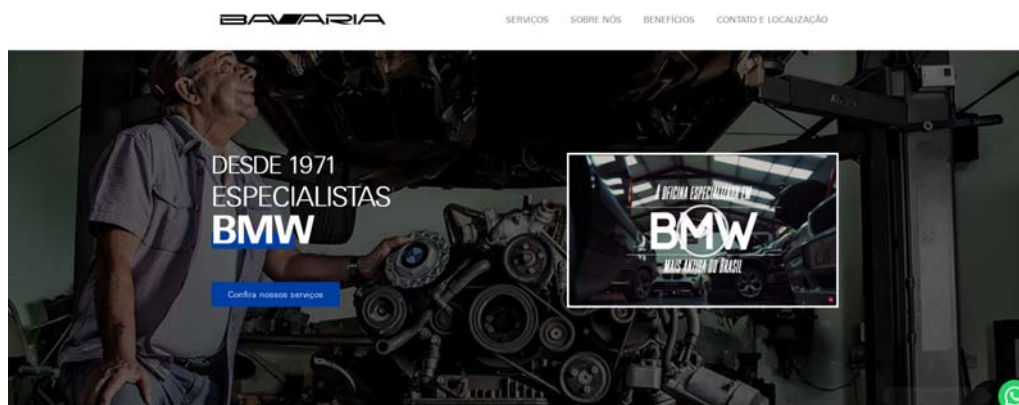 BAVARIA
SERVIÇOS SOBRE NÓS BENEFÍCIOS CONTATO E LOCALIZAÇÃO
DESDE 1971
ESPECIALISTAS
BMW
Confira nossos serviços
A OFICINA ESPECIALIZADA EM
BMW
MAIS ANTIGA DO BRASIL